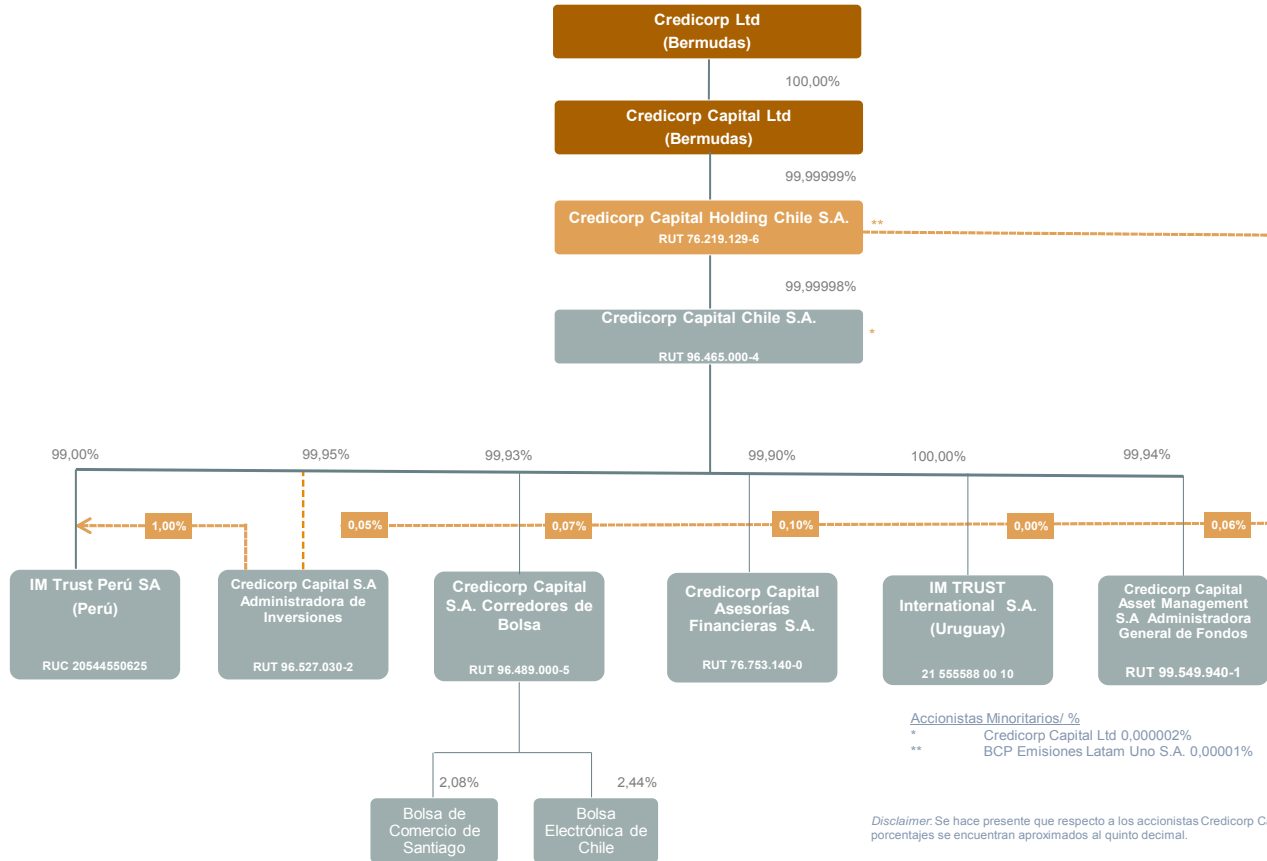 Credicorp Ltd
(Bermudas)
100,00%
Credicorp Capital Ltd
(Bermudas)
99,99999%
Credicorp Capital Holding Chile S.A.
RUT 76.219.129-6
**
99,99998%
Credicorp Capital Chile S.A.
RUT 96.465.000-4
*
99,00%
99,95%
99,93%
99,90%
100,00%
99,94%
1,00%
0,05%
0,07%
0,10%
0,00%
0,06%
IM Trust Perú SA
(Perú)
RUC 20544550625
Credicorp Capital S.A
Administradora de
Inversiones
RUT 96.527.030-2
Credicorp Capital
S.A. Corredores de
Bolsa
RUT 96.489.000-5
Credicorp Capital
Asesorías
Financieras S.A.
RUT 76.753.140-0
IM TRUST
International S.A.
(Uruguay)
21 555588 00 10
Credicorp Capital
Asset Management
S.A Administradora
General de Fondos
RUT 99.549.940-1
2,08%
2,44%
Bolsa de
Comercio de
Santiago
Bolsa
Electrónica de
Chile
Accionistas Minoritarios/ %
* Credicorp Capital Ltd 0,000002%
** BCP Emisiones Latam Uno S.A. 0,00001%
Disclaimer: Se hace presente que respecto a los accionistas Credicorp Ca
porcentajes se encuentran aproximados al quinto decimal.